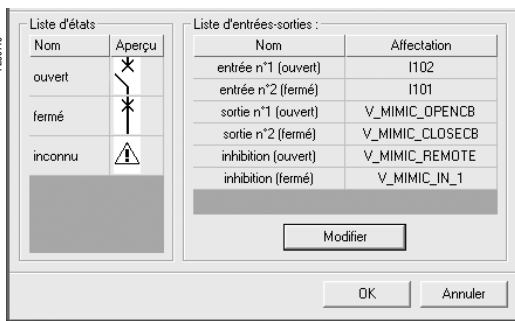 Liste d'états
Nom Aperçu
ouvert
fermé
inconnu
Liste d'entrées-sorties :
Nom Affectation
entrée n°1 (ouvert) I102
entrée n°2 (fermé) I101
sortie n°1 (ouvert) V_MIMIC_OPENCB
sortie n°2 (fermé) V_MIMIC_CLOSECB
inhibition (ouvert) V_MIMIC_REMOTE
inhibition (fermé) V_MIMIC_IN_1
Modifier
OK Annuler